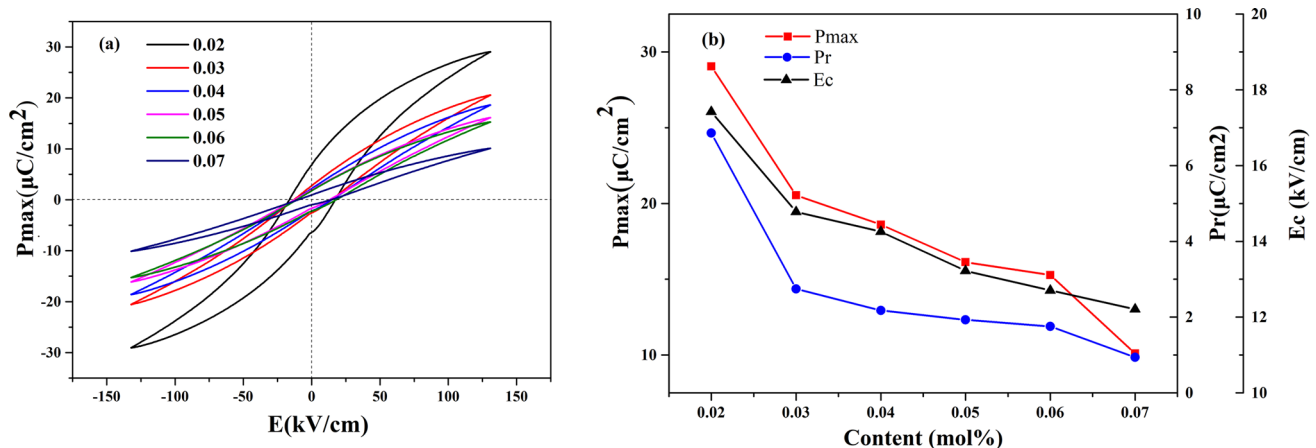 (a)
0.02
0.03
0.04
0.05
0.06
0.07
Pmax(μC/cm²)
30
20
10
0
-10
-20
-30
-150 -100 -50 0 50 100 150
E(kV/cm)
(b)
Pmax
Pr
Ec
Pmax(μC/cm²)
30
20
10
0.02 0.03 0.04 0.05 0.06 0.07
Content (mol%)
10
8
6
4
2
0
Pr(μC/cm2)
20
18
16
14
12
10
Ec (kV/cm)